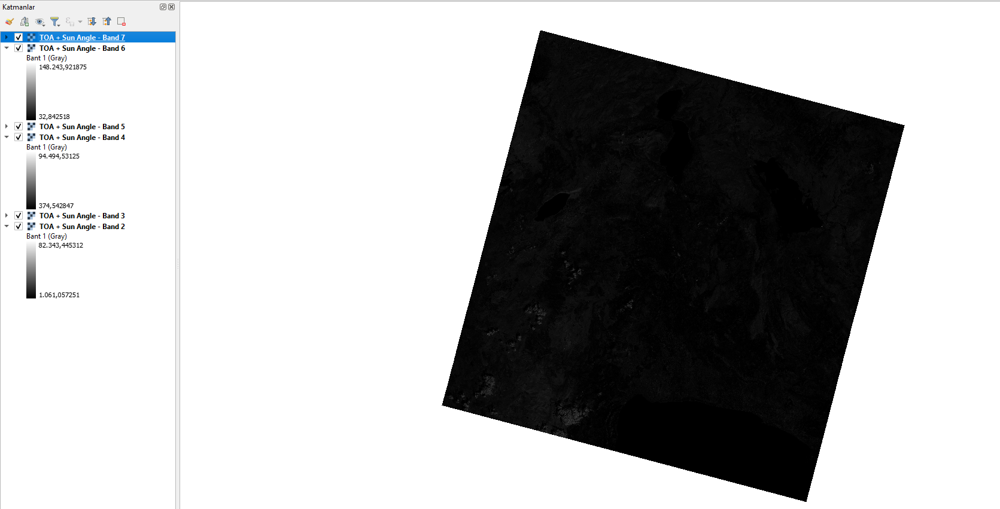 Katmanlar
TOA + Sun Angle - Band 7
TOA + Sun Angle - Band 6
Bant 1 (Gray)
148.243,921875
32,842518
TOA + Sun Angle - Band 5
TOA + Sun Angle - Band 4
Bant 1 (Gray)
94.494,53125
374,542847
TOA + Sun Angle - Band 3
TOA + Sun Angle - Band 2
Bant 1 (Gray)
82.343,445312
1.061,057251